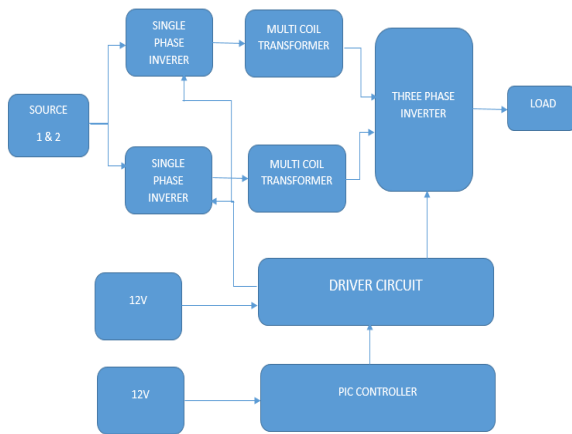 SINGLE
PHASE
INVERER
MULTI COIL
TRANSFORMER
THREE PHASE
INVERTER
LOAD
SOURCE
1 & 2
SINGLE
PHASE
INVERER
MULTI COIL
TRANSFORMER
12V
DRIVER CIRCUIT
12V
PIC CONTROLLER